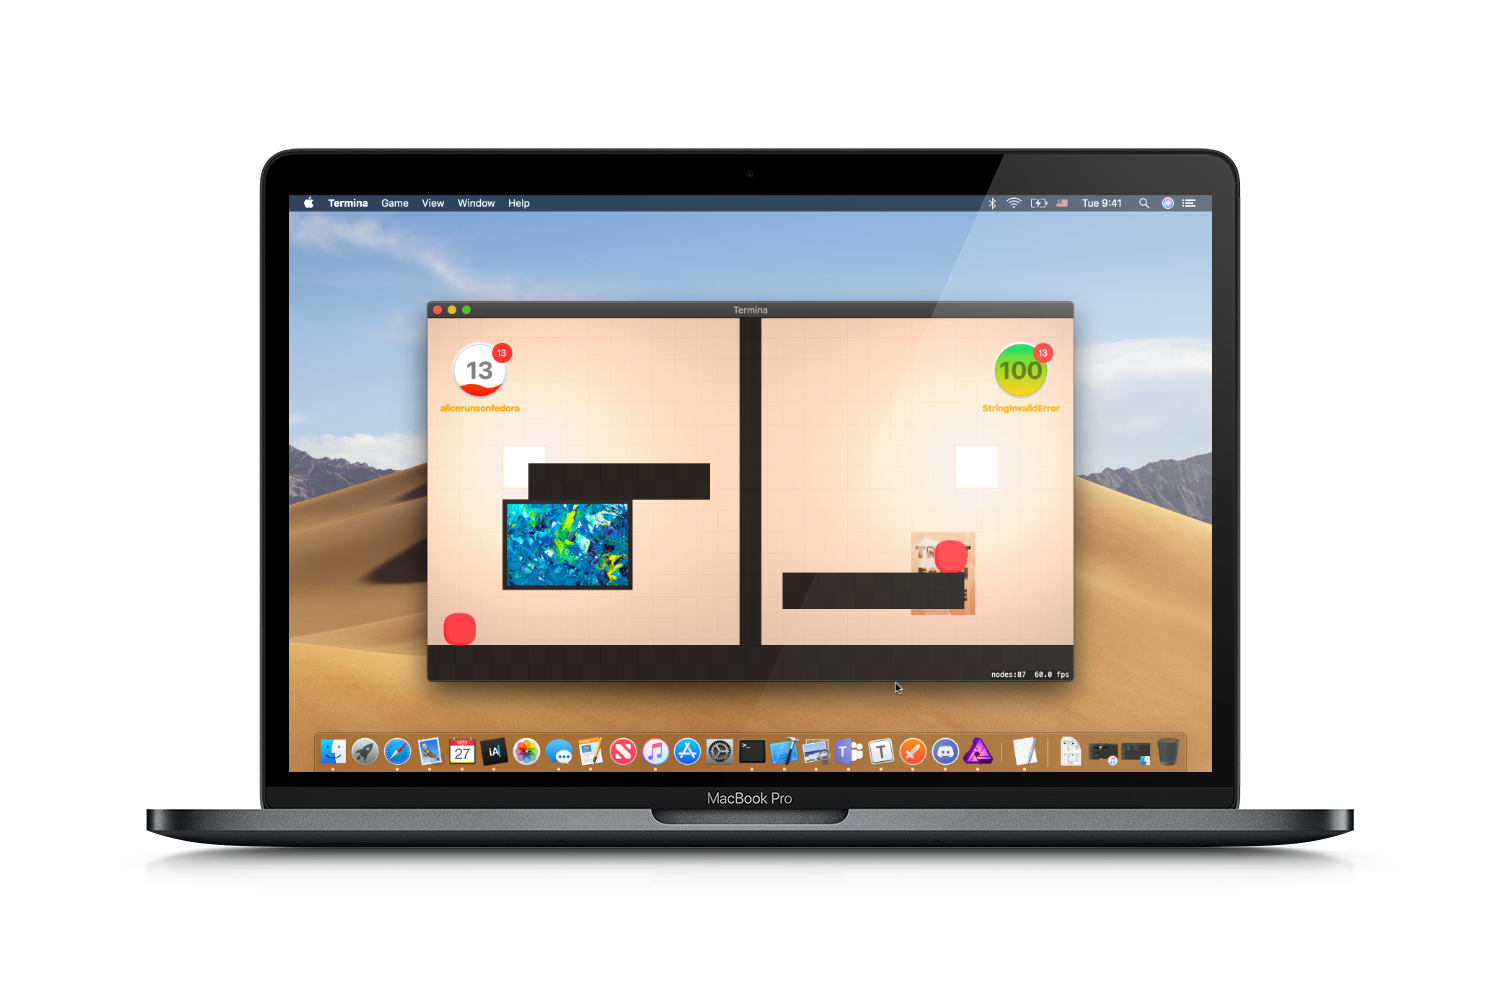 Termina Game View Window Help
Tue 9:41
Termina
13
13
alicerunsonfedora
13
100
StringInvalidError
nodes:87 60.0 fps
NOV
27
iA
>_
T
T
MacBook Pro